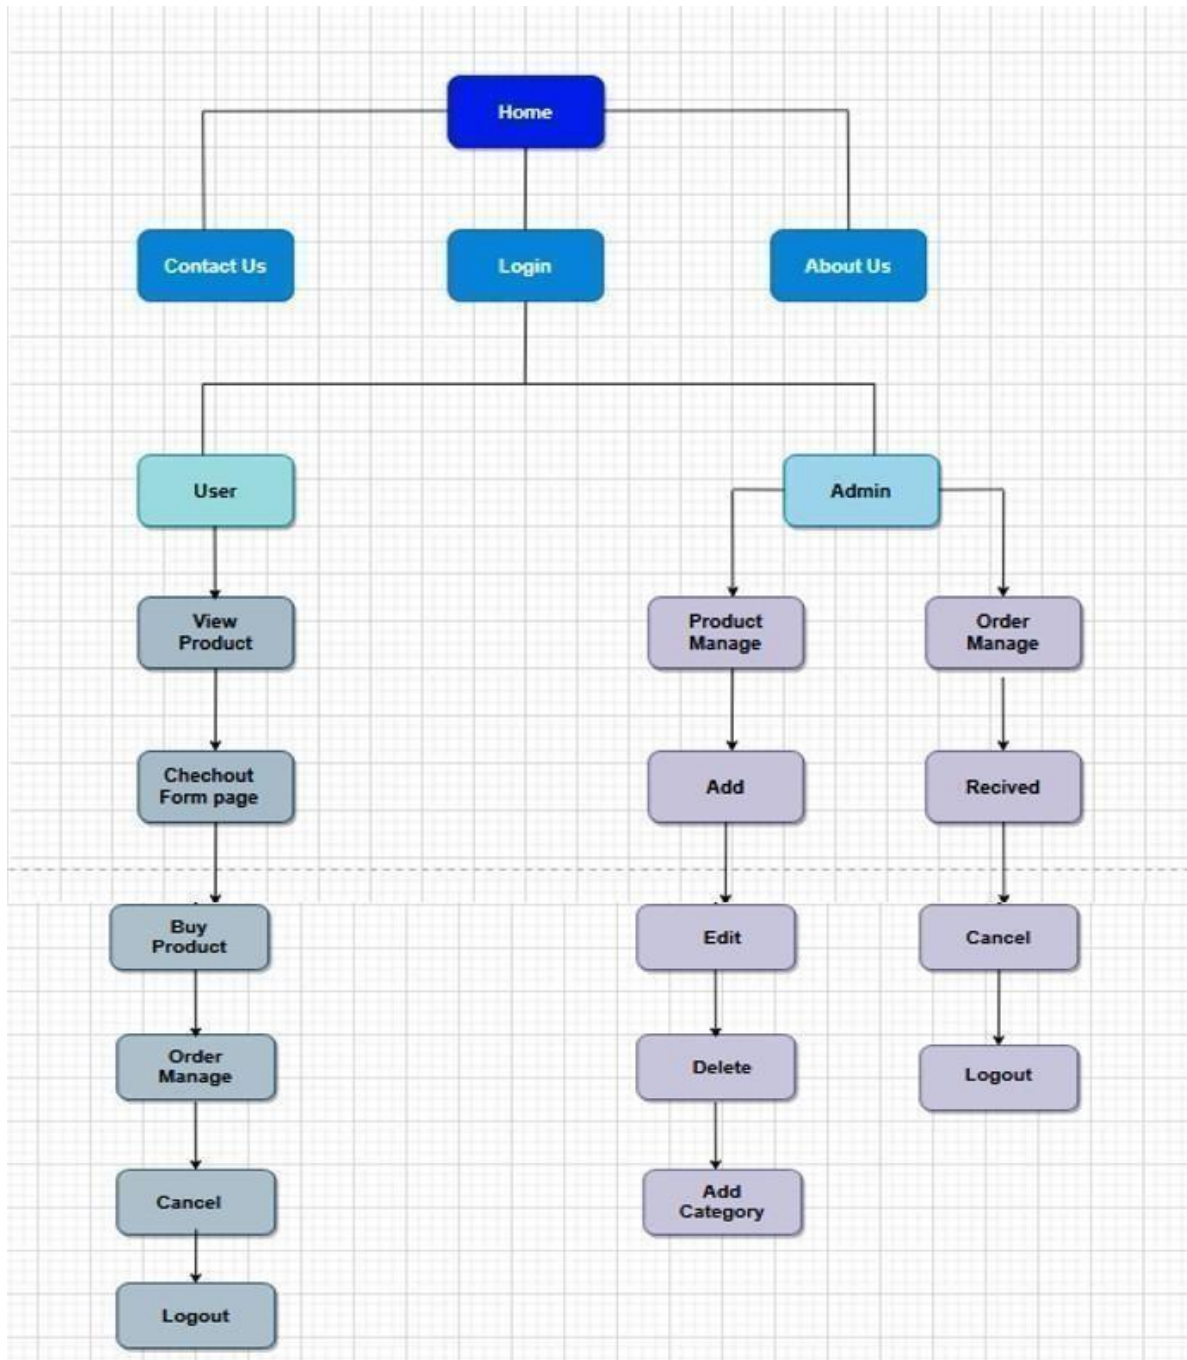 Home
Contact Us
Login
About Us
User
Admin
View
Product
Product
Manage
Order
Manage
Chechout
Form page
Add
Recived
Buy
Product
Edit
Cancel
Order
Manage
Delete
Logout
Cancel
Add
Category
Logout